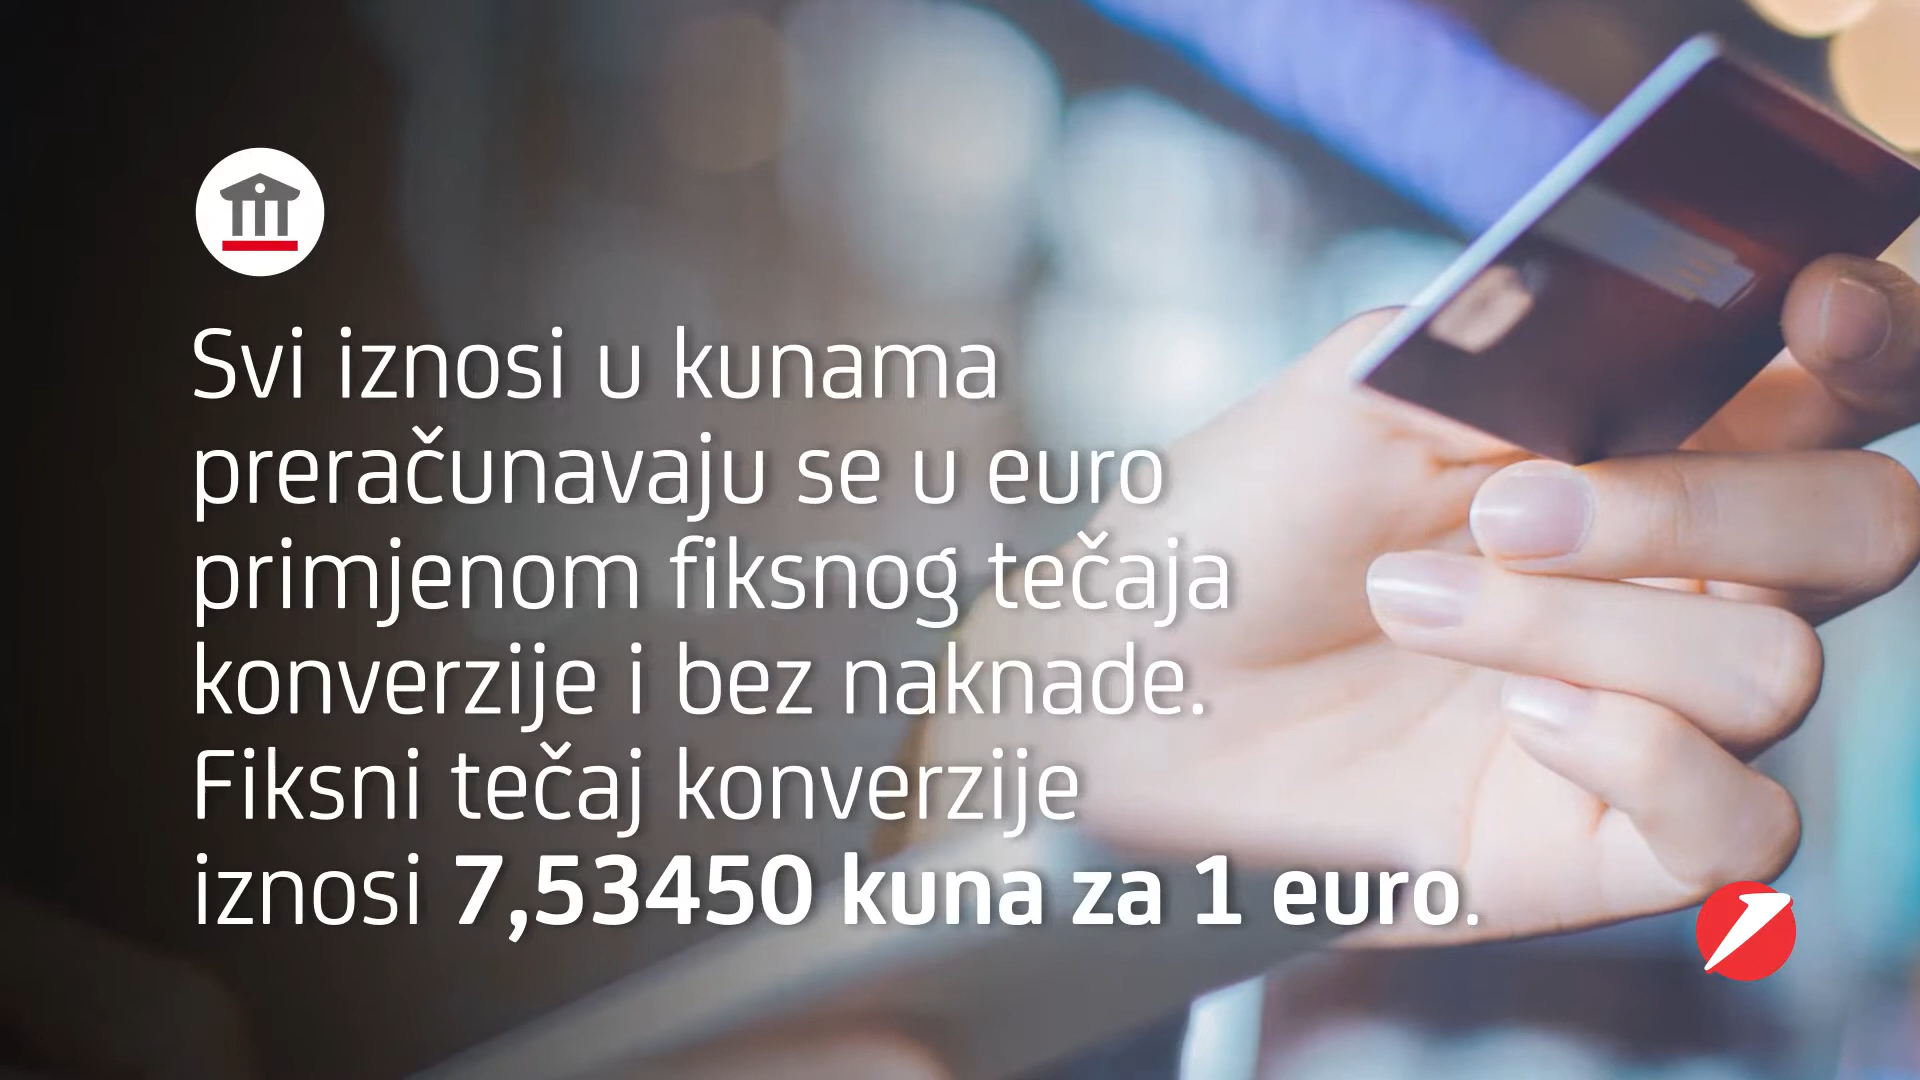 Svi iznosi u kunama
preračunavaju se u euro
primjenom fiksnog tečaja
konverzije i bez naknade.
Fiksni tečaj konverzije
iznosi 7,53450 kuna za 1 euro.